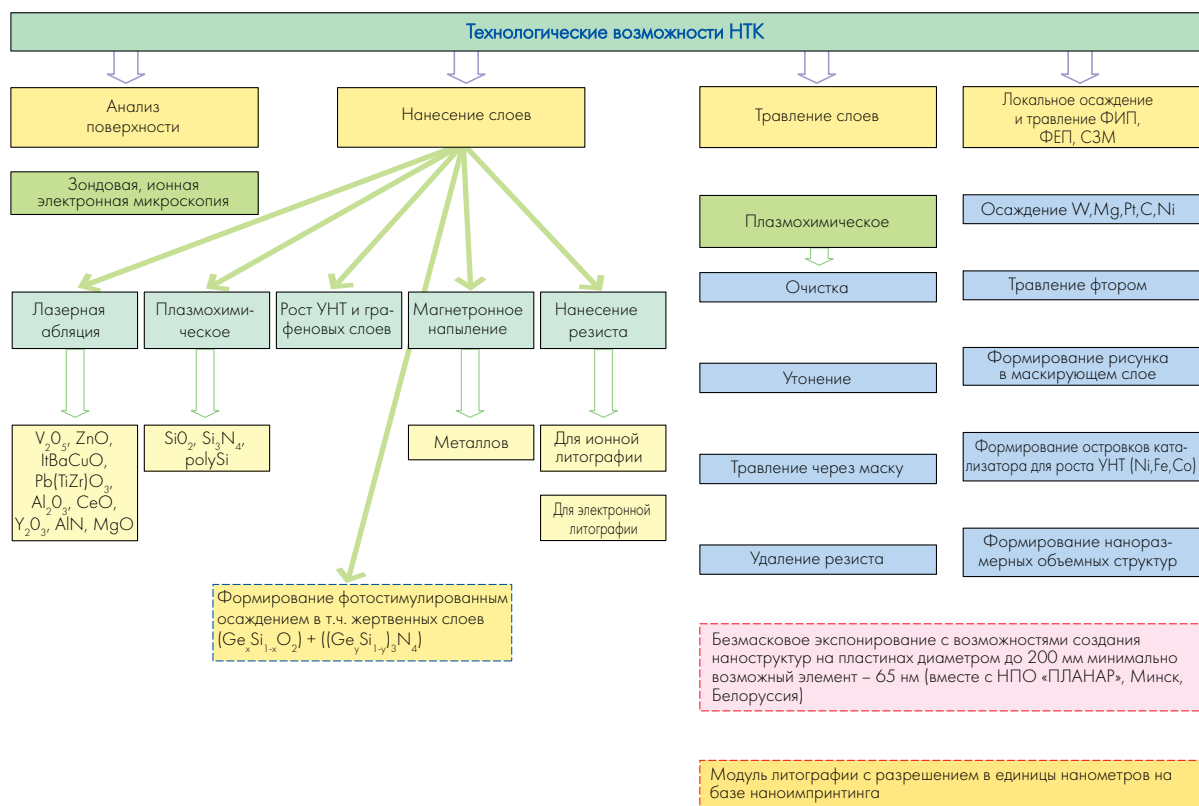 Технологические возможности НТК
Анализ
поверхности
Нанесение слоев
Травление слоев
Локальное осаждение
и травление ФИП,
ФЕП, СЗМ
Зондовая, ионная
электронная микроскопия
Плазмохимическое
Осаждение W,Mg,Pt,C,Ni
Очистка
Травление фтором
Лазерная
абляция
Плазмохими-
ческое
Рост УНТ и гра-
феновых слоев
Магнетронное
напыление
Нанесение
резиста
Утонение
Формирование рисунка
в маскирующем слое
V₂O₅, ZnO,
ItBaCuO,
Pb(TiZr)O₃,
Al₂O₃, CeO,
Y₂O₃, AlN, MgO
SiO₂, Si₃N₄,
polySi
Металлов
Для ионной
литографии
Для электронной
литографии
Травление через маску
Формирование островков ката-
лизатора для роста УНТ (Ni,Fe,Co)
Удаление резиста
Формирование нанораз-
мерных объемных структур
Формирование фотостимулированным
осаждением в т.ч. жертвенных слоев
(GeₓSi₁₋ₓO₂) + ((GeᵧSi₁₋ᵧ)₃N₄)
Безмасковое экспонирование с возможностями создания
наноструктур на пластинах диаметром до 200 мм минимально
возможный элемент – 65 нм (вместе с НПО «ПЛАНАР», Минск,
Белоруссия)
Модуль литографии с разрешением в единицы нанометров на
базе наноимпринтинга